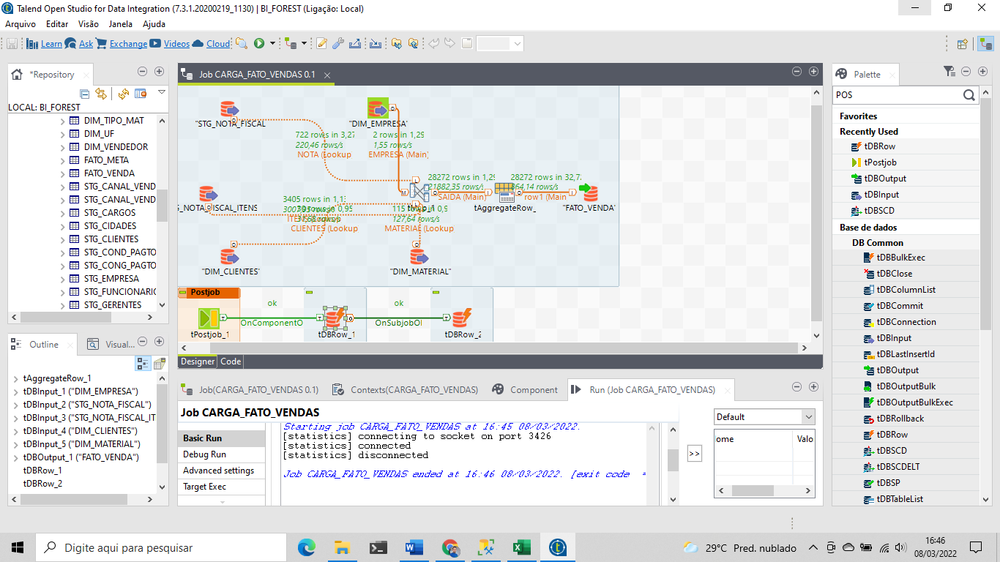 Talend Open Studio for Data Integration (7.3.1.20200219_1130) | BI_FOREST (Ligação: Local)
Arquivo Editar Visão Janela Ajuda
Learn Ask Exchange Videos Cloud
*Repository
LOCAL: BI_FOREST
DIM_TIPO_MAT
DIM_UF
DIM_VENDEDOR
FATO_META
FATO_VENDA
STG_CANAL_VEND
STG_CANAL_VEND
STG_CARGOS
STG_CIDADES
STG_CLIENTES
STG_COND_PAGTO
STG_CONG_PAGTO
STG_EMPRESA
STG_FUNCIONARIO
STG_GERENTES
Outline Visual...
tAggregateRow_1
tDBInput_1 ("DIM_EMPRESA")
tDBInput_2 ("STG_NOTA_FISCAL")
tDBInput_3 ("STG_NOTA_FISCAL_IT
tDBInput_4 ("DIM_CLIENTES")
tDBInput_5 ("DIM_MATERIAL")
tDBOutput_1 ("FATO_VENDA")
tDBRow_1
tDBRow_2
Job CARGA_FATO_VENDAS 0.1
"STG_NOTA_FISCAL
"DIM_EMPRESA"
722 rows in 3,27
220,46 rows/s
NOTA (Lookup
2 rows in 1,29
1,55 rows/s
EMPRESA (Main)
28272 rows in 1,29
21882,35 rows/s
SAIDA (Main)
28272 rows in 32,7
864,14 rows/s
row1 (Main
G_NOTA_FISCAL_ITENS
3405 rows in 1,13
CLIENTES (Lookup
115 rows in 0,9
127,64 rows/s
MATERIAL (Lookup
tMap_1
tAggregateRow_
"FATO_VENDA"
"DIM_CLIENTES"
"DIM_MATERIAL"
Postjob
ok
ok
OnComponentO
OnSubjobOl
tPostjob_1
tDBRow_1
tDBRow_2
Designer Code
Job(CARGA_FATO_VENDAS 0.1) Contexts(CARGA_FATO_VENDAS) Component Run (Job CARGA_FATO_VENDAS)
Job CARGA_FATO_VENDAS
Basic Run
Debug Run
Advanced settings
Target Exec
Starting job CARGA_FATO_VENDAS at 16:45 08/03/2022.
[statistics] connecting to socket on port 3426
[statistics] connected
[statistics] disconnected
Job CARGA_FATO_VENDAS ended at 16:46 08/03/2022. [exit code =
>>
Default
ome Valo
Palette
POS
Favorites
Recently Used
tDBRow
tPostjob
tDBOutput
tDBInput
tDBSCD
Base de dados
DB Common
tDBBulkExec
tDBClose
tDBColumnList
tDBCommit
tDBConnection
tDBInput
tDBLastInsertId
tDBOutput
tDBOutputBulk
tDBOutputBulkExec
tDBRollback
tDBRow
tDBSCD
tDBSCDELT
tDBSP
tDBTableList
Digite aqui para pesquisar
29°C Pred. nublado
16:46
08/03/2022